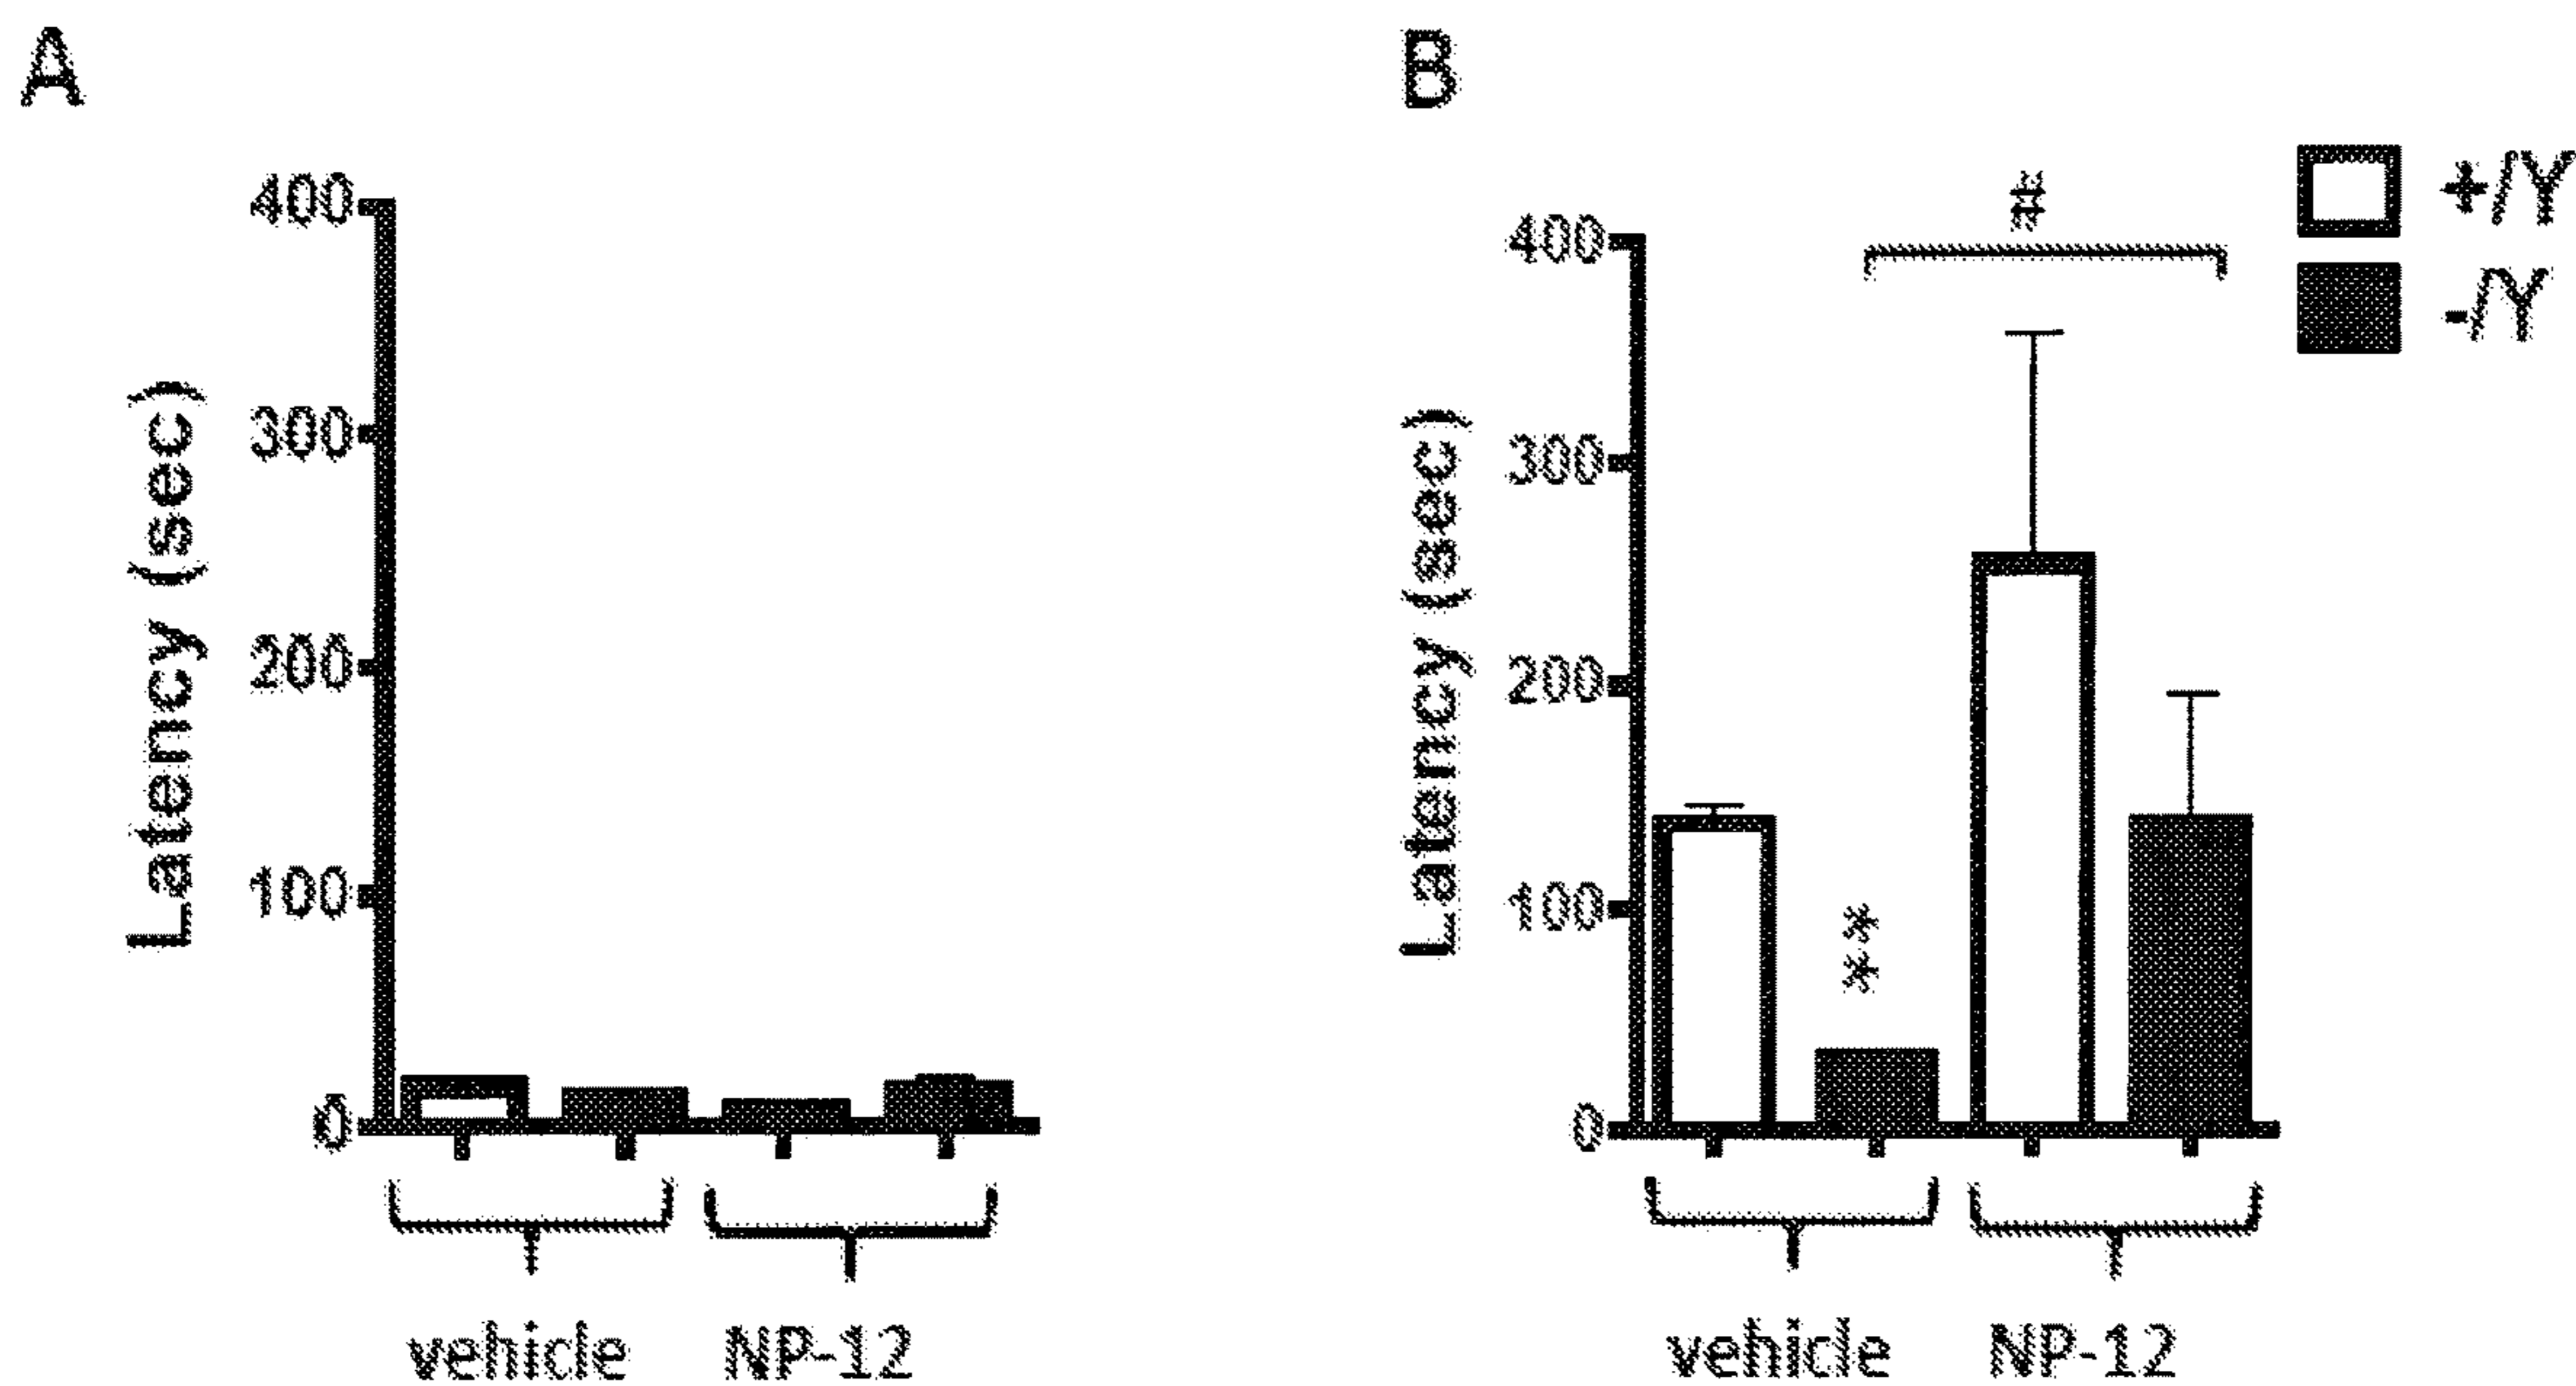 A
Latency (sec)
400
300
200
100
0
vehicle
NP-12
B
Latency (sec)
400
300
200
100
0
**
#
vehicle
NP-12
+/Y
-/Y